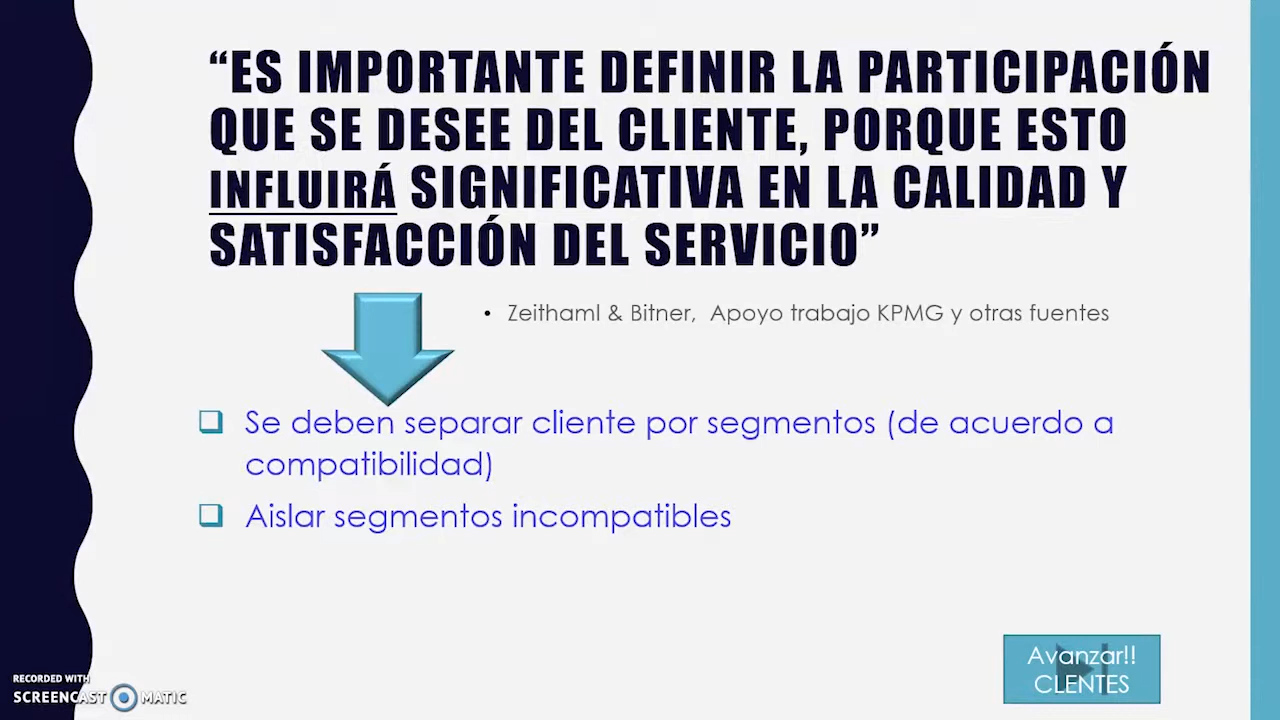 “ES IMPORTANTE DEFINIR LA PARTICIPACIÓN
QUE SE DESEE DEL CLIENTE, PORQUE ESTO
INFLUIRÁ SIGNIFICATIVA EN LA CALIDAD Y
SATISFACCIÓN DEL SERVICIO”
• Zeithaml & Bitner, Apoyo trabajo KPMG y otras fuentes
❑ Se deben separar cliente por segmentos (de acuerdo a
compatibilidad)
❑ Aislar segmentos incompatibles
Avanzar!!
CLENTES
RECORDED WITH
SCREENCAST MATIC